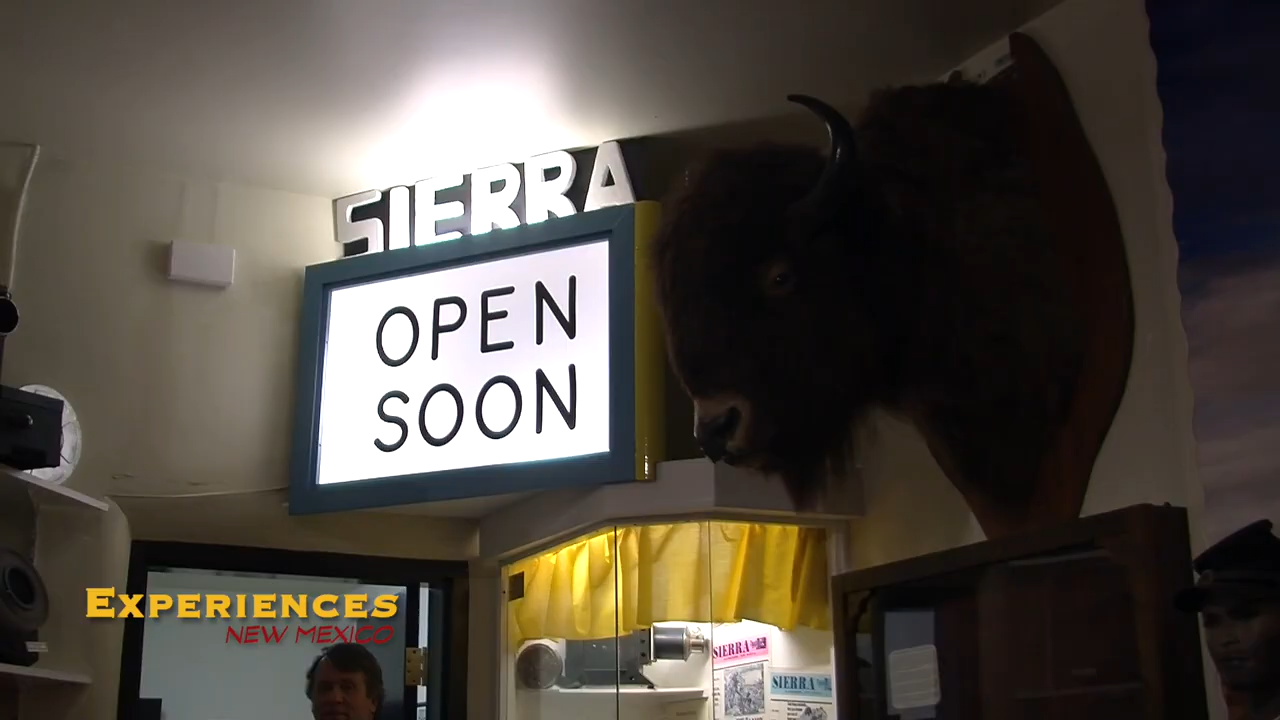 SIERRA
OPEN
SOON
EXPERIENCES
NEW MEXICO
SIERRA
SIERRA